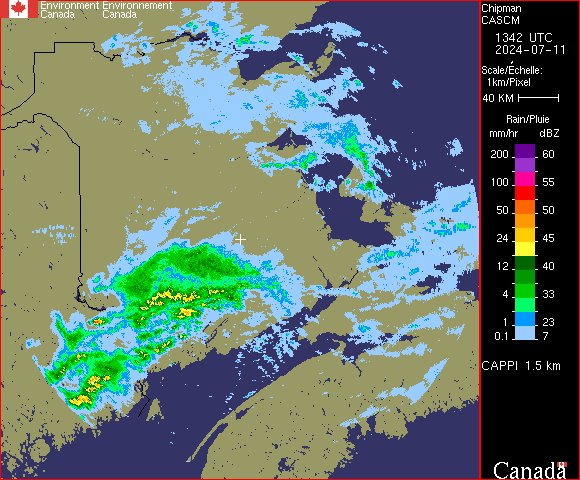 Environment Environnement
Canada Canada
Chipman
CASCM
1342 UTC
2024-07-11
Scale/Échelle:
1km/Pixel
40 KM
Rain/Pluie
mm/hr dBZ
200 60
55
100 55
50 50
24 45
12 40
4 33
1 23
0.1 7
CAPPI 1.5 km
Canada